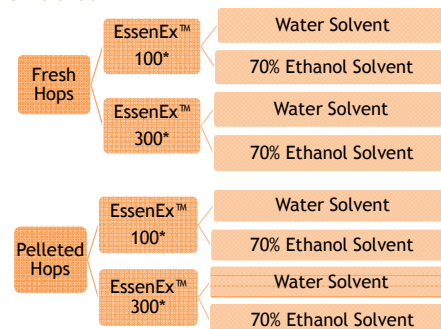 Fresh
Hops
EssenEx™
100*
Water Solvent
70% Ethanol Solvent
EssenEx™
300*
Water Solvent
70% Ethanol Solvent
Pelleted
Hops
EssenEx™
100*
Water Solvent
70% Ethanol Solvent
EssenEx™
300*
Water Solvent
70% Ethanol Solvent